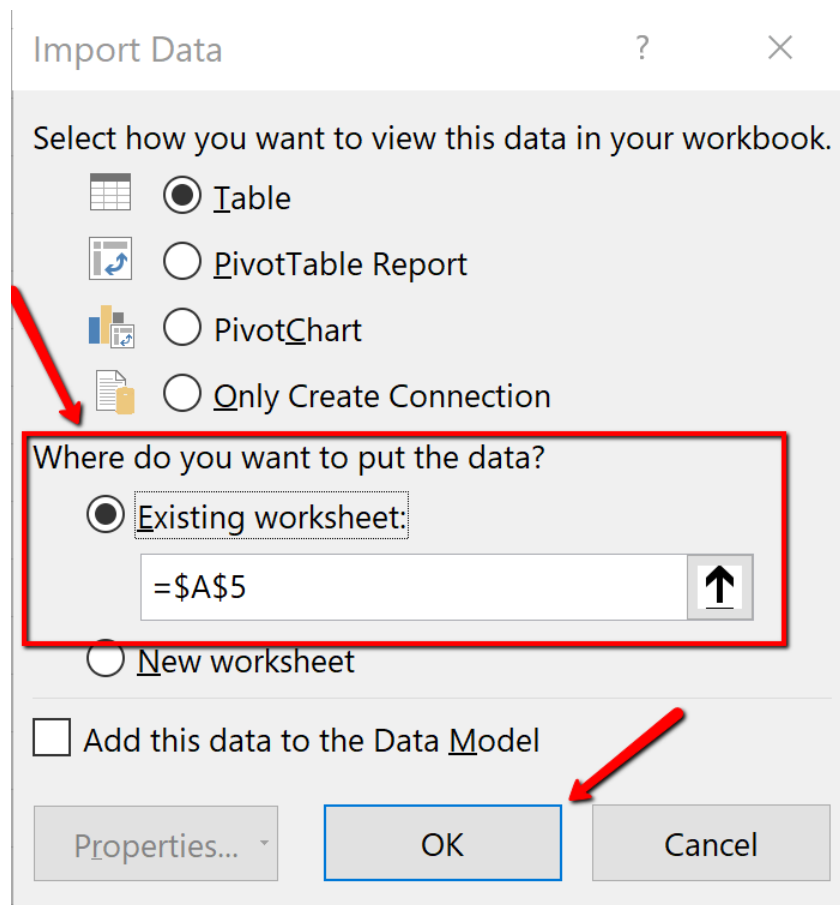 Import Data ?
Select how you want to view this data in your workbook.
Table
PivotTable Report
PivotChart
Only Create Connection
Where do you want to put the data?
Existing worksheet:
=$A$5
New worksheet
Add this data to the Data Model
Properties... OK Cancel